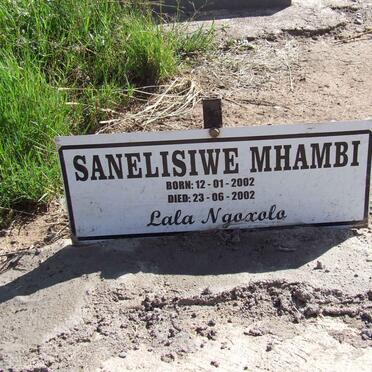 SANELISIWE MHAMBI
BORN: 12 - 01 - 2002
DIED: 23 - 06 - 2002
Lala Ngoxolo